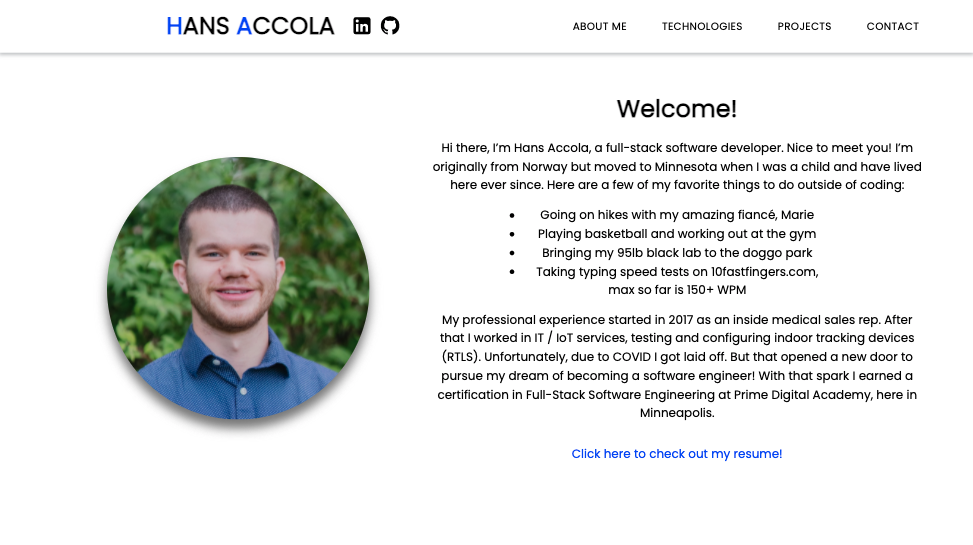 HANS ACCOLA
ABOUT ME TECHNOLOGIES PROJECTS CONTACT
Welcome!
Hi there, I’m Hans Accola, a full-stack software developer. Nice to meet you! I’m
originally from Norway but moved to Minnesota when I was a child and have lived
here ever since. Here are a few of my favorite things to do outside of coding:
• Going on hikes with my amazing fiancé, Marie
• Playing basketball and working out at the gym
• Bringing my 95lb black lab to the doggo park
• Taking typing speed tests on 10fastfingers.com,
max so far is 150+ WPM
My professional experience started in 2017 as an inside medical sales rep. After
that I worked in IT / IoT services, testing and configuring indoor tracking devices
(RTLS). Unfortunately, due to COVID I got laid off. But that opened a new door to
pursue my dream of becoming a software engineer! With that spark I earned a
certification in Full-Stack Software Engineering at Prime Digital Academy, here in
Minneapolis.
Click here to check out my resume!